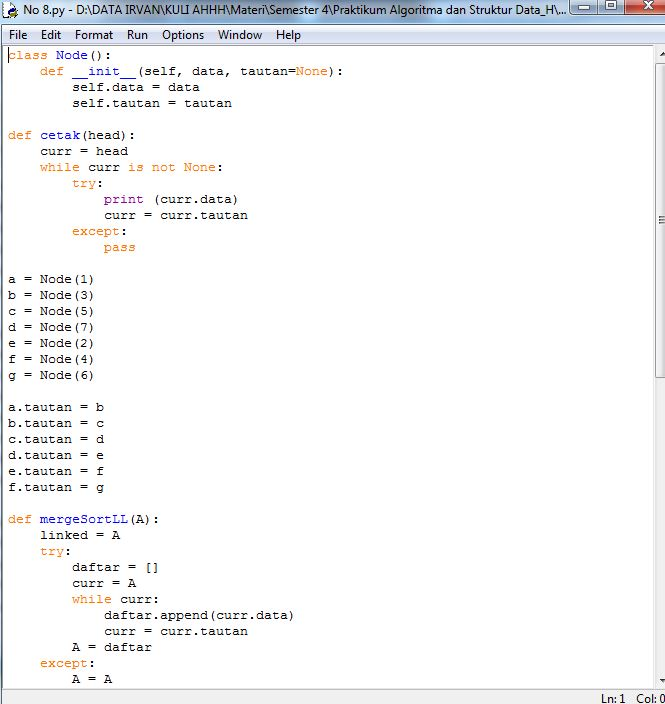 No 8.py - D:\DATA IRVAN\KULI AHHH\Materi\Semester 4\Praktikum Algoritma dan Struktur Data_H\...
File Edit Format Run Options Window Help
class Node():
    def __init__(self, data, tautan=None):
        self.data = data
        self.tautan = tautan

def cetak(head):
    curr = head
    while curr is not None:
        try:
            print (curr.data)
            curr = curr.tautan
        except:
            pass

a = Node(1)
b = Node(3)
c = Node(5)
d = Node(7)
e = Node(2)
f = Node(4)
g = Node(6)

a.tautan = b
b.tautan = c
c.tautan = d
d.tautan = e
e.tautan = f
f.tautan = g

def mergeSortLL(A):
    linked = A
    try:
        daftar = []
        curr = A
        while curr:
            daftar.append(curr.data)
            curr = curr.tautan
        A = daftar
    except:
        A = A
Ln: 1 Col: 0